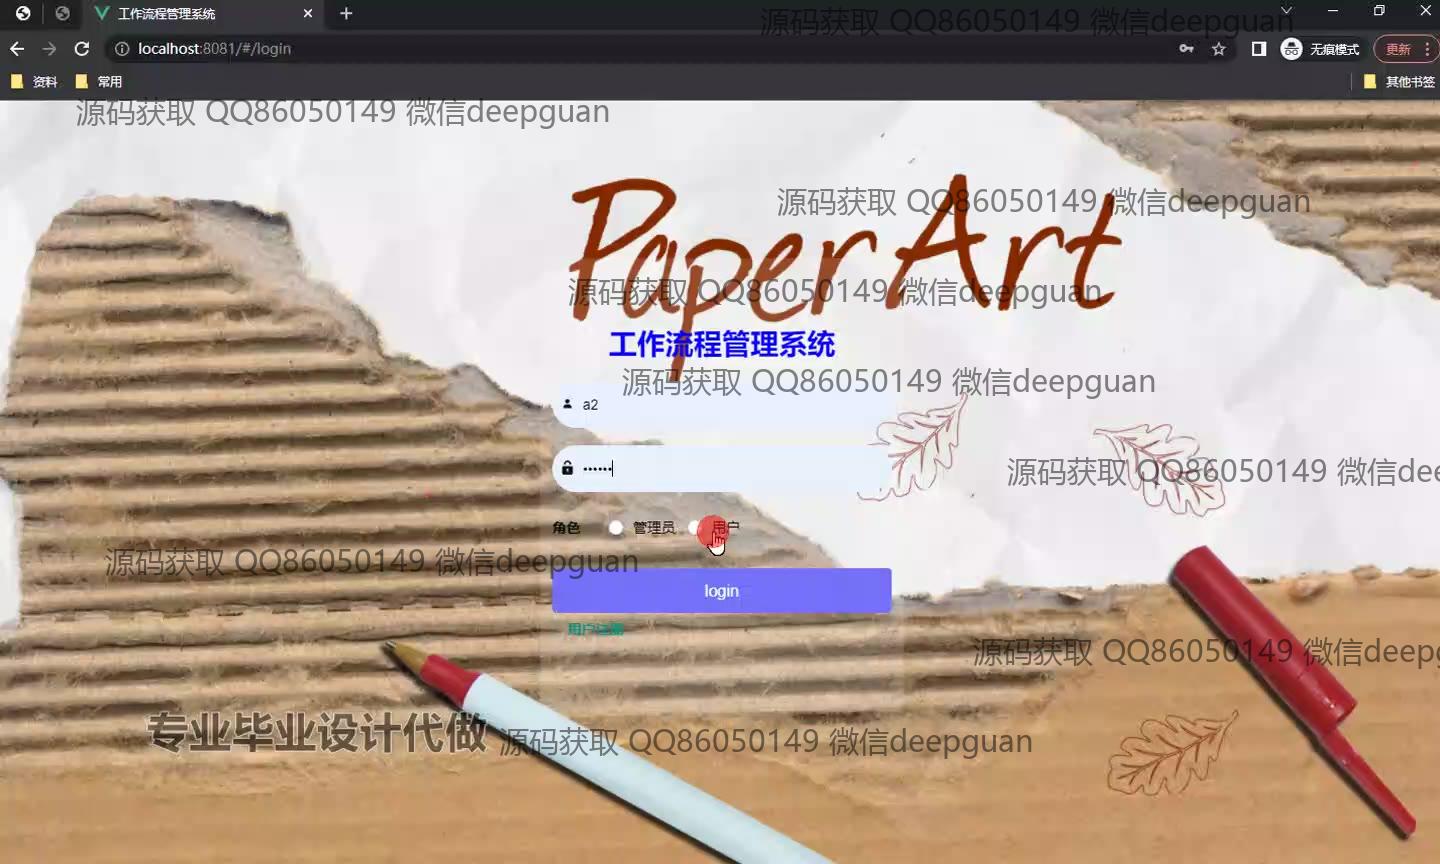 工作流程管理系统
源码获取 QQ86050149 微信deepguan
localhost:8081/#/login
无痕模式
更新
资料
常用
其他书签
源码获取 QQ86050149 微信deepguan
源码获取 QQ86050149 微信deepguan
Paper Art
源码获取 QQ86050149 微信deepguan
工作流程管理系统
源码获取 QQ86050149 微信deepguan
a2
••••••
源码获取 QQ86050149 微信dee
角色 管理员 用户
源码获取 QQ86050149 微信deepguan
login
用户注册
源码获取 QQ86050149 微信deepg
专业毕业设计代做
源码获取 QQ86050149 微信deepguan